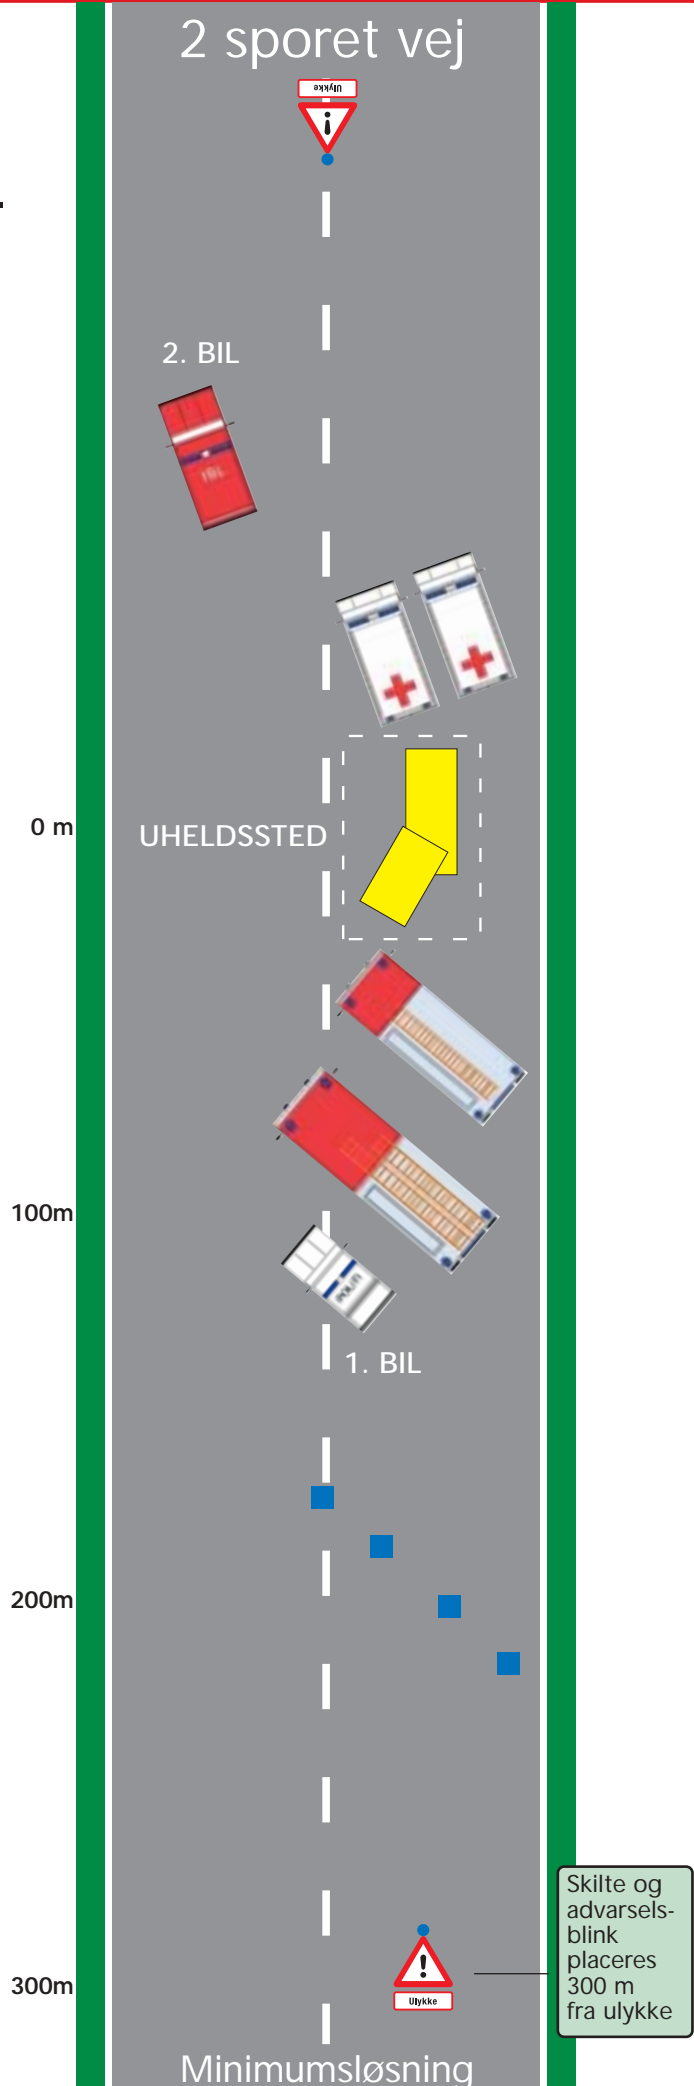 2 sporet vej
Ulykke
!
2. BIL
0 m
UHELDSSTED
100m
1. BIL
200m
Skilte og
advarsels-
blink
placeres
300 m
fra ulykke
!
Ulykke
300m
Minimumsløsning